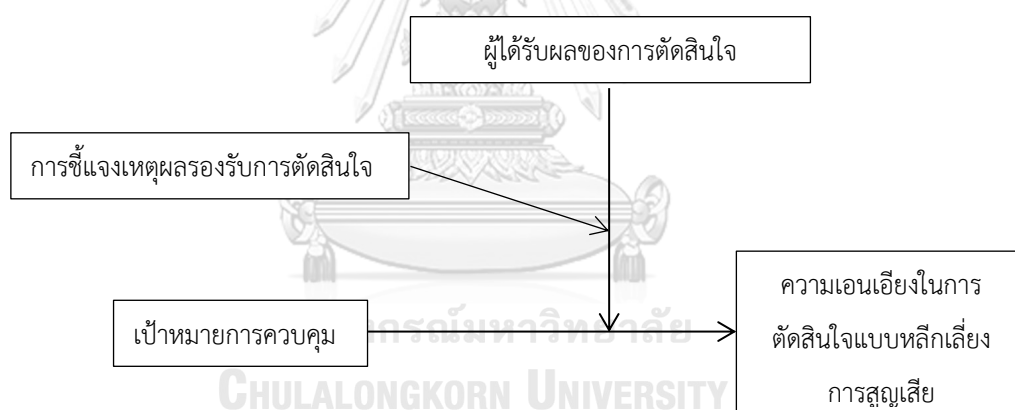 ผู้ได้รับผลของการตัดสินใจ
การชี้แจงเหตุผลรองรับการตัดสินใจ
เป้าหมายการควบคุม
ความเอนเอียงในการ
ตัดสินใจแบบหลีกเลี่ยง
การสูญเสีย
CHULALONGKORN UNIVERSITY